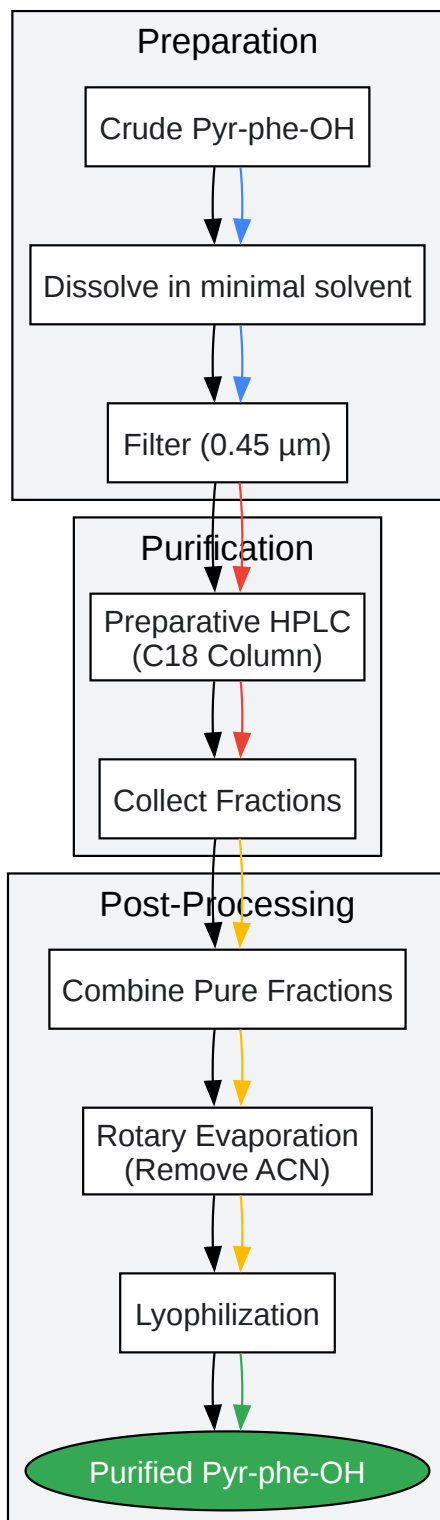 Preparation
Crude Pyr-phe-OH
Dissolve in minimal solvent
Filter (0.45 µm)
Purification
Preparative HPLC
(C18 Column)
Collect Fractions
Post-Processing
Combine Pure Fractions
Rotary Evaporation
(Remove ACN)
Lyophilization
Purified Pyr-phe-OH